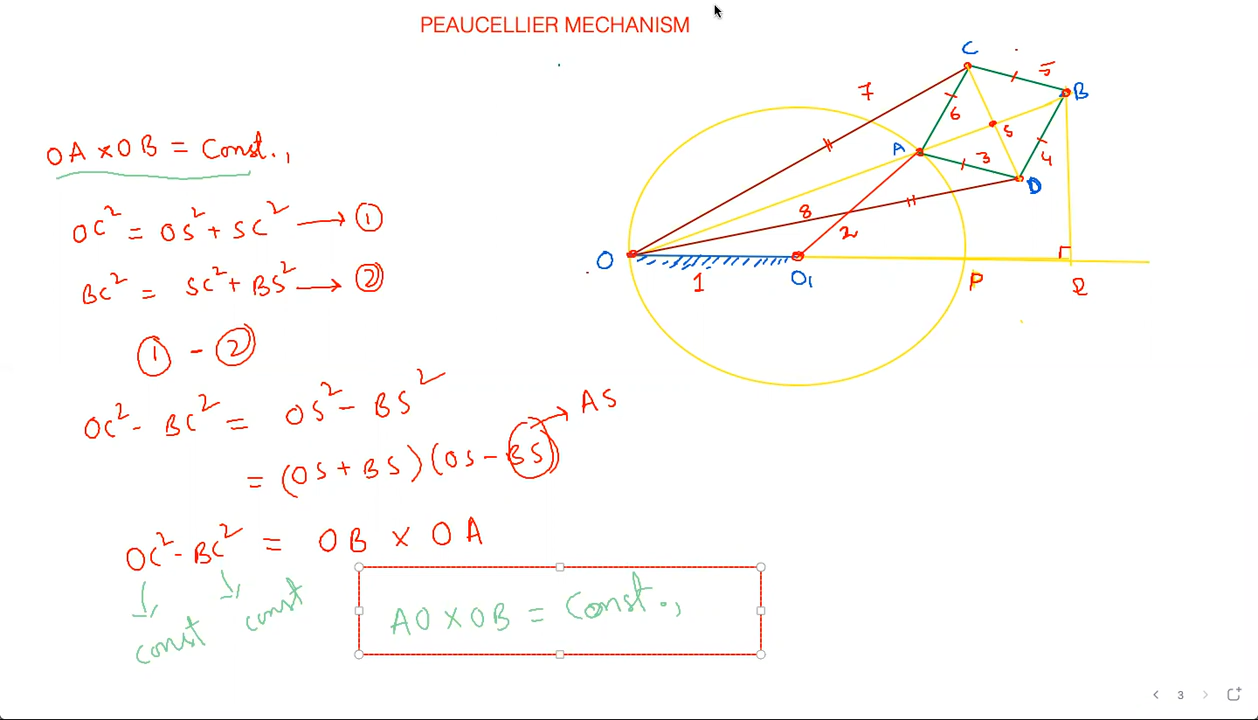 PEAUCELLIER MECHANISM
OA × OB = Const.,
OC² = OS² + SC² → ①
BC² = SC² + BS² → ②
① - ②
OC² - BC² = OS² - BS²
= (OS + BS) (OS - BS) → AS
OC² - BC² = OB × OA
const const
AO × OB = Const.,
C
7
5
B
6
A
S
3
4
D
8
2
O
O₁
1
P
R
3